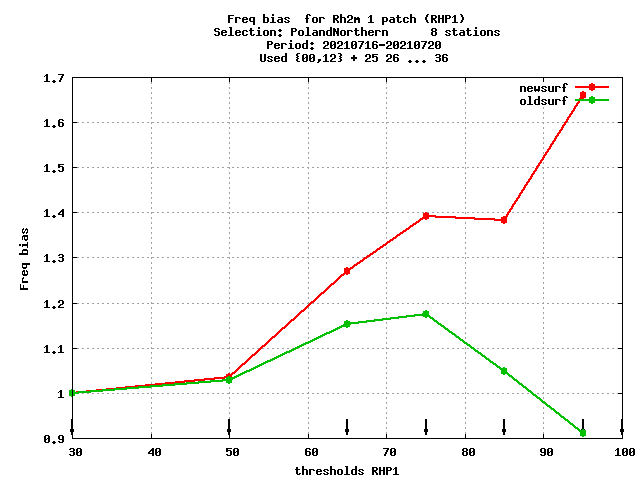 Freq bias  for Rh2m 1 patch (RHP1)
Selection: PolandNorthern      8 stations
Period: 20210716-20210720
Used {00,12} + 25 26 ... 36
newsurf
oldsurf
1.7
1.6
1.5
1.4
1.3
1.2
1.1
1
0.9
Freq bias
30 40 50 60 70 80 90 100
thresholds RHP1